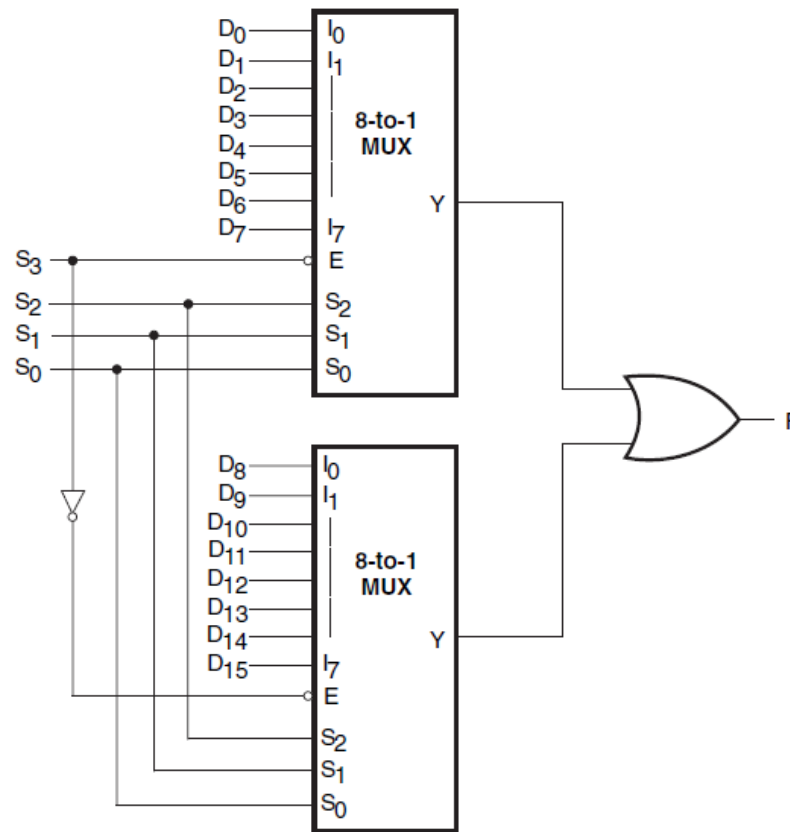 D0 I0
D1 I1
D2
D3
8-to-1
MUX
D4
D5
D6
Y
D7 I7
S3 E
S2 S2
S1 S1
S0 S0
F
D8 I0
D9 I1
D10
D11
8-to-1
MUX
D12
D13
D14
Y
D15 I7
E
S2
S1
S0